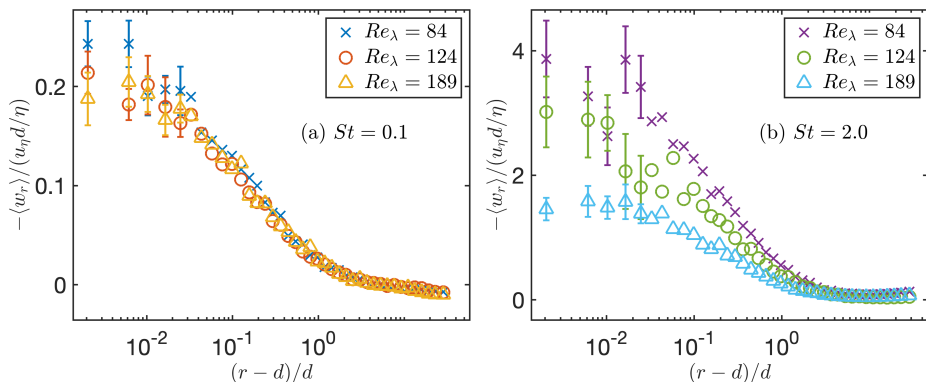 Re_λ = 84
Re_λ = 124
Re_λ = 189
(a) St = 0.1
0.2
0.1
0
−⟨w_r⟩/(u_η d/η)
10^−2
10^−1
10^0
(r − d)/d
Re_λ = 84
Re_λ = 124
Re_λ = 189
(b) St = 2.0
4
2
0
−⟨w_r⟩/(u_η d/η)
10^−2
10^−1
10^0
(r − d)/d